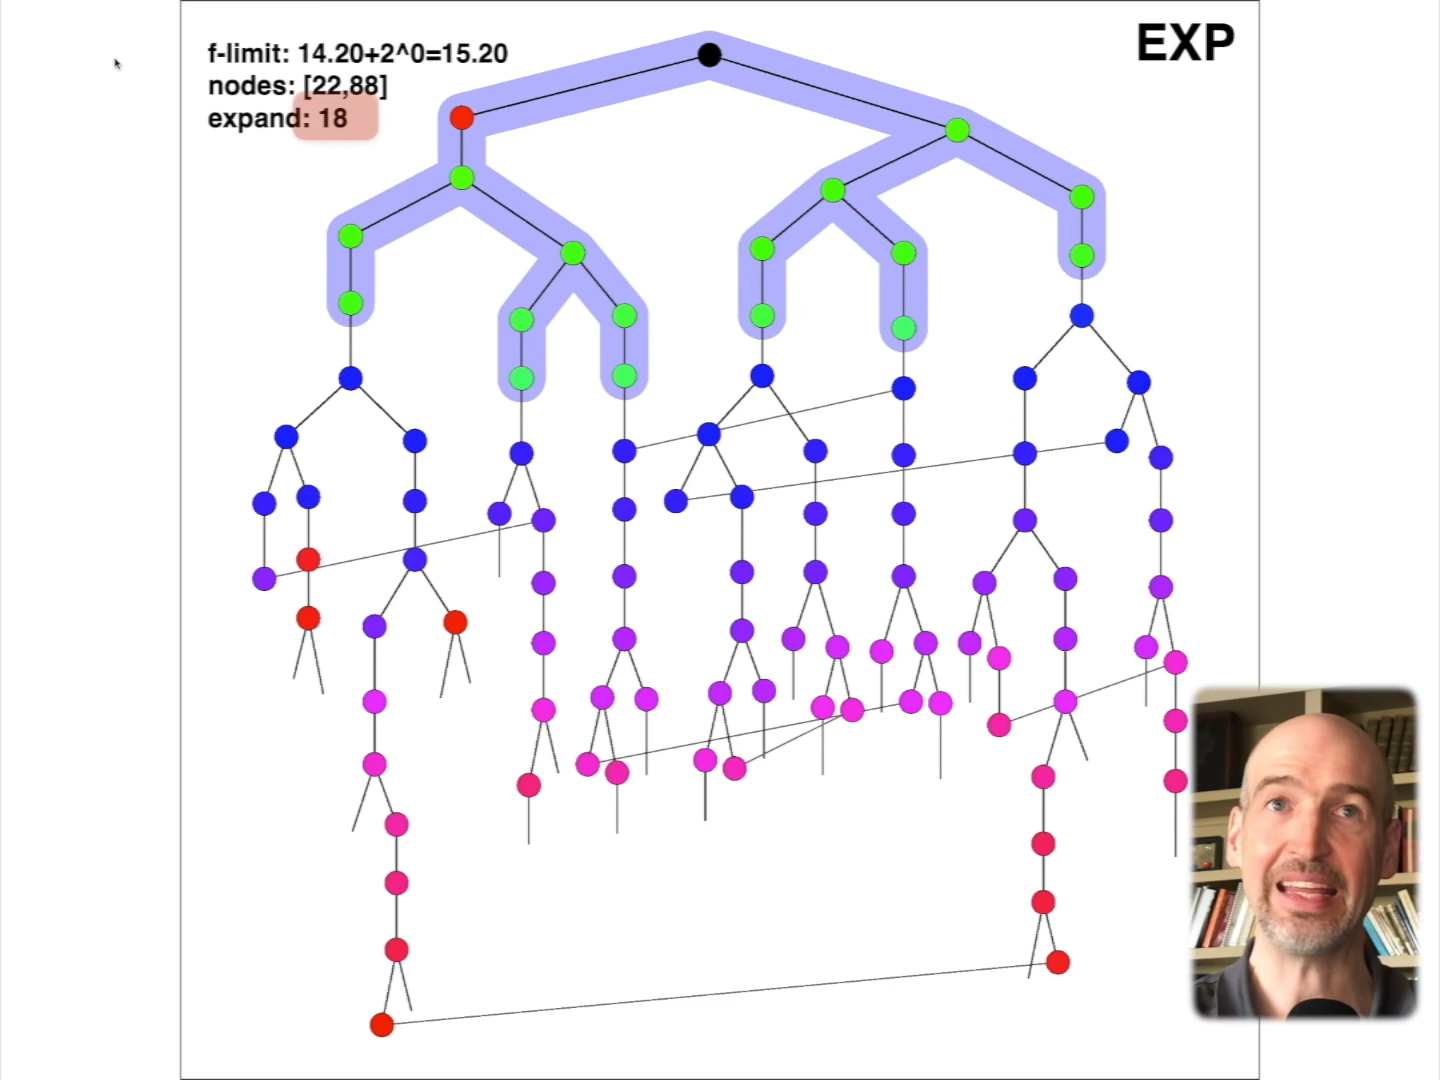 f-limit: 14.20+2^0=15.20
nodes: [22,88]
expand: 18
EXP